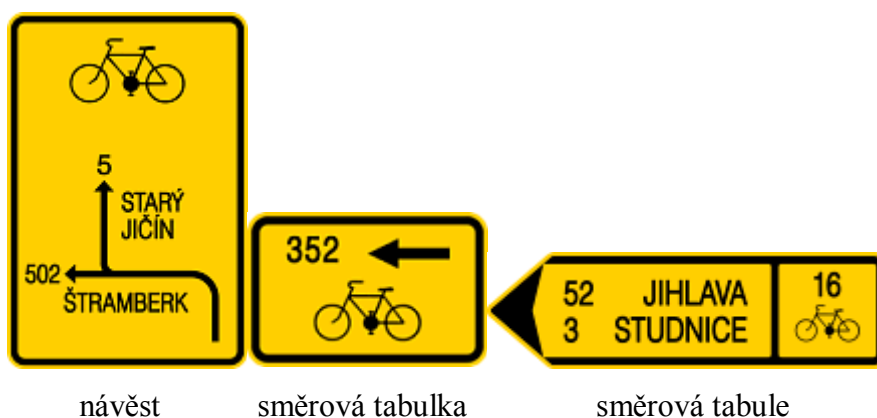 5
STARÝ
JIČÍN
502
ŠTRAMBERK
352
52 JIHLAVA
3 STUDNICE
16
návěst
směrová tabulka
směrová tabule